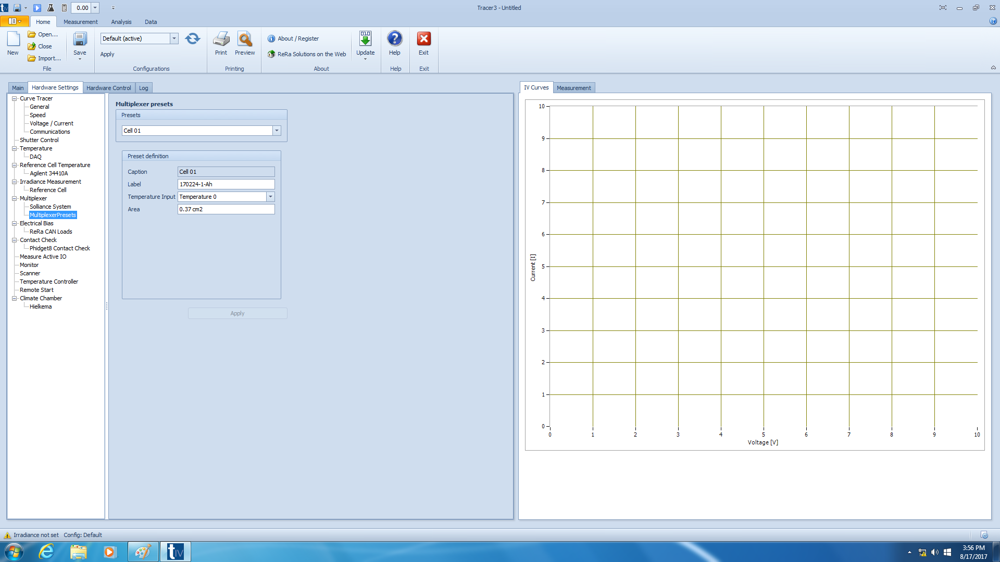 0.00
Tracer3 - Untitled
Home Measurement Analysis Data
New
Open...
Close
Import...
Save
File
Default (active)
Apply
Configurations
Print
Preview
Printing
About / Register
ReRa Solutions on the Web
About
010
Update
Help
Help
Exit
Exit
Main Hardware Settings Hardware Control Log
Curve Tracer
General
Speed
Voltage / Current
Communications
Shutter Control
Temperature
DAQ
Reference Cell Temperature
Agilent 34410A
Irradiance Measurement
Reference Cell
Multiplexer
Solliance System
MultiplexerPresets
Electrical Bias
ReRa CAN Loads
Contact Check
Phidget8 Contact Check
Measure Active IO
Monitor
Scanner
Temperature Controller
Remote Start
Climate Chamber
Hielkema
Multiplexer presets
Presets
Cell 01
Preset definition
Caption Cell 01
Label 170224-1-Ah
Temperature Input Temperature 0
Area 0.37 cm2
Apply
IV Curves Measurement
10
9
8
7
6
5
4
3
2
1
0
Current [I]
0 1 2 3 4 5 6 7 8 9 10
Voltage [V]
Irradiance not set Config: Default
tIV
3:56 PM
8/17/2017